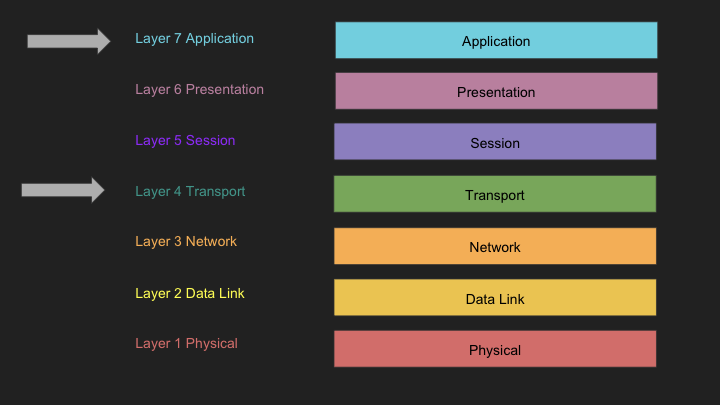 Layer 7 Application
Application
Layer 6 Presentation
Presentation
Layer 5 Session
Session
Layer 4 Transport
Transport
Layer 3 Network
Network
Layer 2 Data Link
Data Link
Layer 1 Physical
Physical